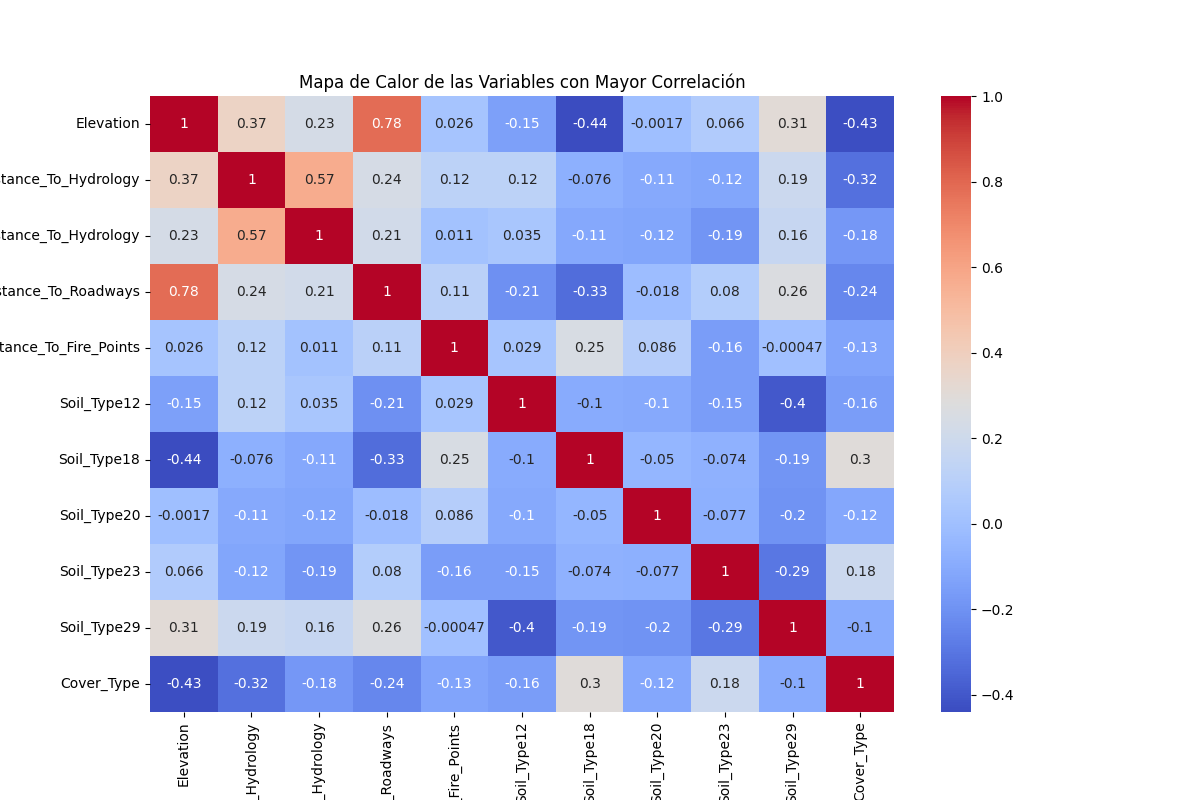 Mapa de Calor de las Variables con Mayor Correlación
Elevation 1 0.37 0.23 0.78 0.026 -0.15 -0.44 -0.0017 0.066 0.31 -0.43
stance_To_Hydrology 0.37 1 0.57 0.24 0.12 0.12 -0.076 -0.11 -0.12 0.19 -0.32
stance_To_Hydrology 0.23 0.57 1 0.21 0.011 0.035 -0.11 -0.12 -0.19 0.16 -0.18
stance_To_Roadways 0.78 0.24 0.21 1 0.11 -0.21 -0.33 -0.018 0.08 0.26 -0.24
tance_To_Fire_Points 0.026 0.12 0.011 0.11 1 0.029 0.25 0.086 -0.16 -0.00047 -0.13
Soil_Type12 -0.15 0.12 0.035 -0.21 0.029 1 -0.1 -0.1 -0.15 -0.4 -0.16
Soil_Type18 -0.44 -0.076 -0.11 -0.33 0.25 -0.1 1 -0.05 -0.074 -0.19 0.3
Soil_Type20 -0.0017 -0.11 -0.12 -0.018 0.086 -0.1 -0.05 1 -0.077 -0.2 -0.12
Soil_Type23 0.066 -0.12 -0.19 0.08 -0.16 -0.15 -0.074 -0.077 1 -0.29 0.18
Soil_Type29 0.31 0.19 0.16 0.26 -0.00047 -0.4 -0.19 -0.2 -0.29 1 -0.1
Cover_Type -0.43 -0.32 -0.18 -0.24 -0.13 -0.16 0.3 -0.12 0.18 -0.1 1
Elevation
_Hydrology
_Hydrology
_Roadways
_Fire_Points
Soil_Type12
Soil_Type18
Soil_Type20
Soil_Type23
Soil_Type29
Cover_Type
1.0
0.8
0.6
0.4
0.2
0.0
−0.2
−0.4